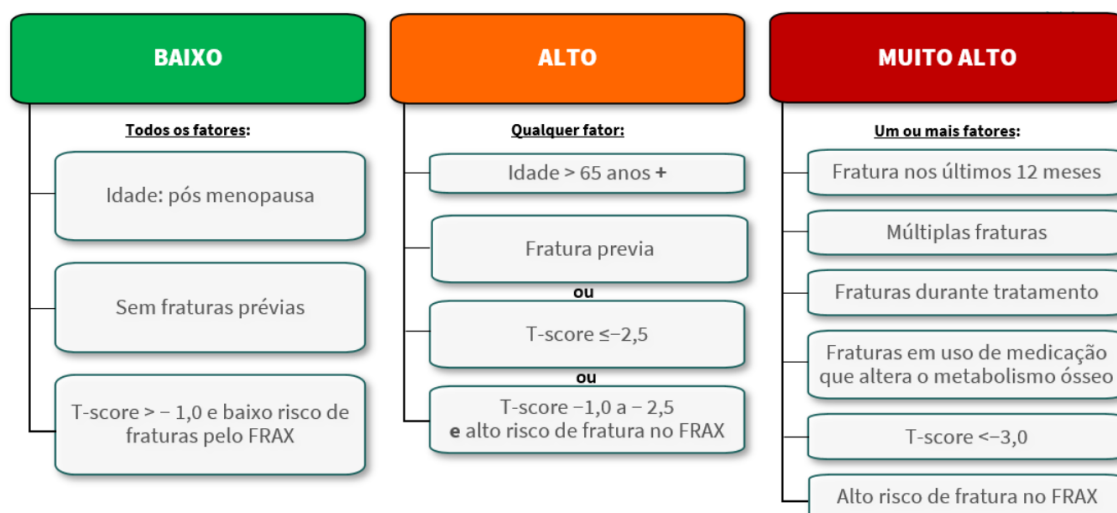 BAIXO
Todos os fatores:
Idade: pós menopausa
Sem fraturas prévias
T-score > − 1,0 e baixo risco de
fraturas pelo FRAX
ALTO
Qualquer fator:
Idade > 65 anos +
Fratura previa
ou
T-score ≤−2,5
ou
T-score −1,0 a − 2,5
e alto risco de fratura no FRAX
MUITO ALTO
Um ou mais fatores:
Fratura nos últimos 12 meses
Múltiplas fraturas
Fraturas durante tratamento
Fraturas em uso de medicação
que altera o metabolismo ósseo
T-score <−3,0
Alto risco de fratura no FRAX